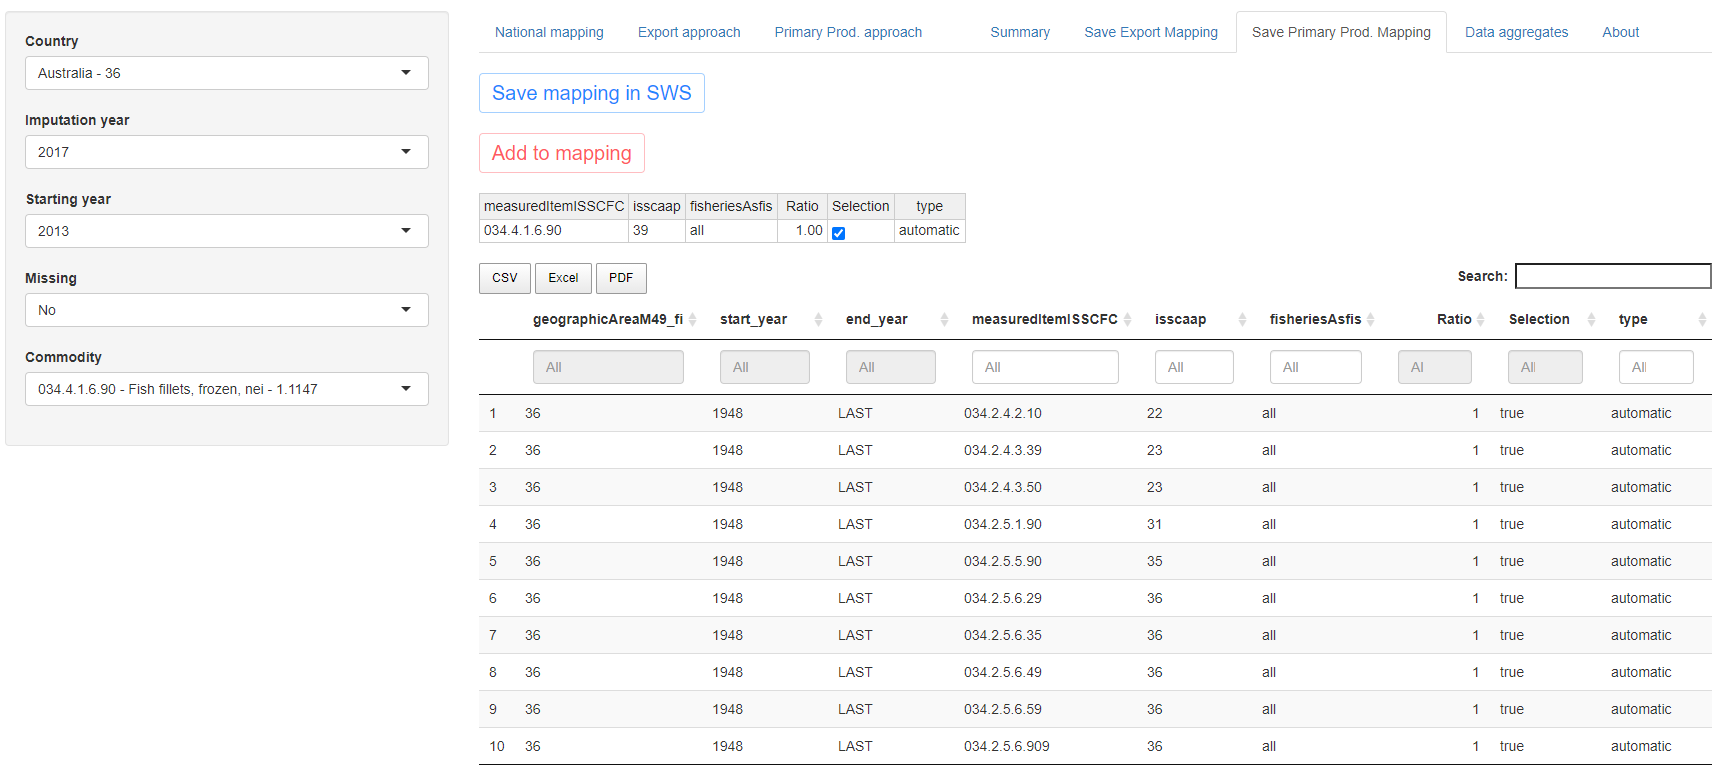 Country
Australia - 36
Imputation year
2017
Starting year
2013
Missing
No
Commodity
034.4.1.6.90 - Fish fillets, frozen, nei - 1.1147
National mapping Export approach Primary Prod. approach Summary Save Export Mapping Save Primary Prod. Mapping Data aggregates About
Save mapping in SWS
Add to mapping
measuredItemISSCFC isscaap fisheriesAsfis Ratio Selection type
034.4.1.6.90 39 all 1.00 automatic
CSV Excel PDF Search:
geographicAreaM49_fi start_year end_year measuredItemISSCFC isscaap fisheriesAsfis Ratio Selection type
All All All All All All Al All All
1 36 1948 LAST 034.2.4.2.10 22 all 1 true automatic
2 36 1948 LAST 034.2.4.3.39 23 all 1 true automatic
3 36 1948 LAST 034.2.4.3.50 23 all 1 true automatic
4 36 1948 LAST 034.2.5.1.90 31 all 1 true automatic
5 36 1948 LAST 034.2.5.5.90 35 all 1 true automatic
6 36 1948 LAST 034.2.5.6.29 36 all 1 true automatic
7 36 1948 LAST 034.2.5.6.35 36 all 1 true automatic
8 36 1948 LAST 034.2.5.6.49 36 all 1 true automatic
9 36 1948 LAST 034.2.5.6.59 36 all 1 true automatic
10 36 1948 LAST 034.2.5.6.909 36 all 1 true automatic